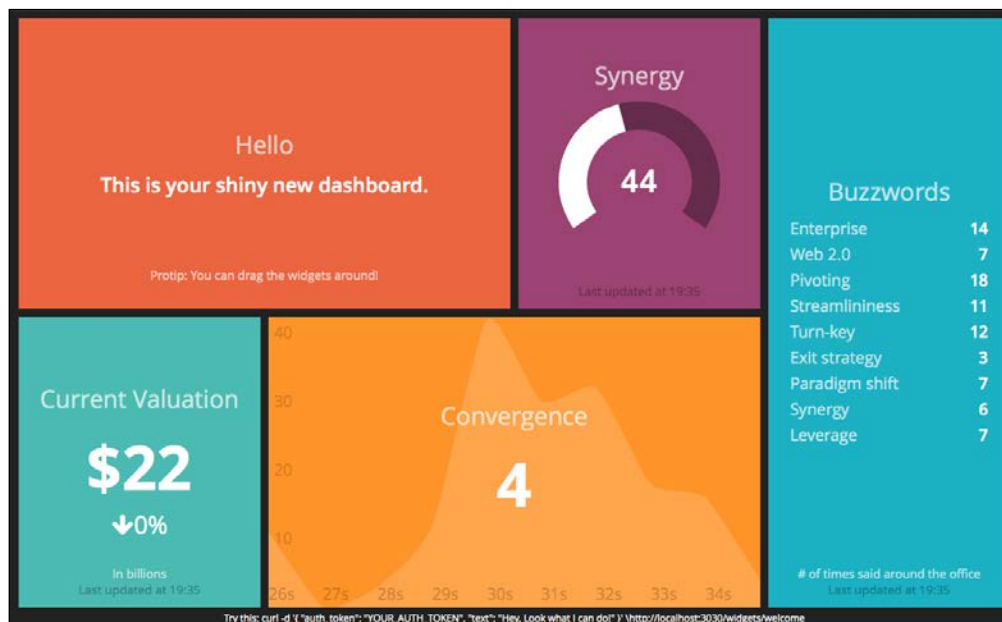 Hello
This is your shiny new dashboard.
Protip: You can drag the widgets around!
Synergy
44
Last updated at 19:35
Buzzwords
Enterprise 14
Web 2.0 7
Pivoting 18
Streamlininess 11
Turn-key 12
Exit strategy 3
Paradigm shift 7
Synergy 6
Leverage 7
# of times said around the office
Last updated at 19:35
Current Valuation
$22
0%
In billions
Last updated at 19:35
Convergence
4
40
30
20
10
26s 27s 28s 29s 30s 31s 32s 33s 34s
Try this: curl -d '{ "auth_token": "YOUR_AUTH_TOKEN", "text": "Hey, Look what I can do!" }' \http://localhost:3030/widgets/welcome